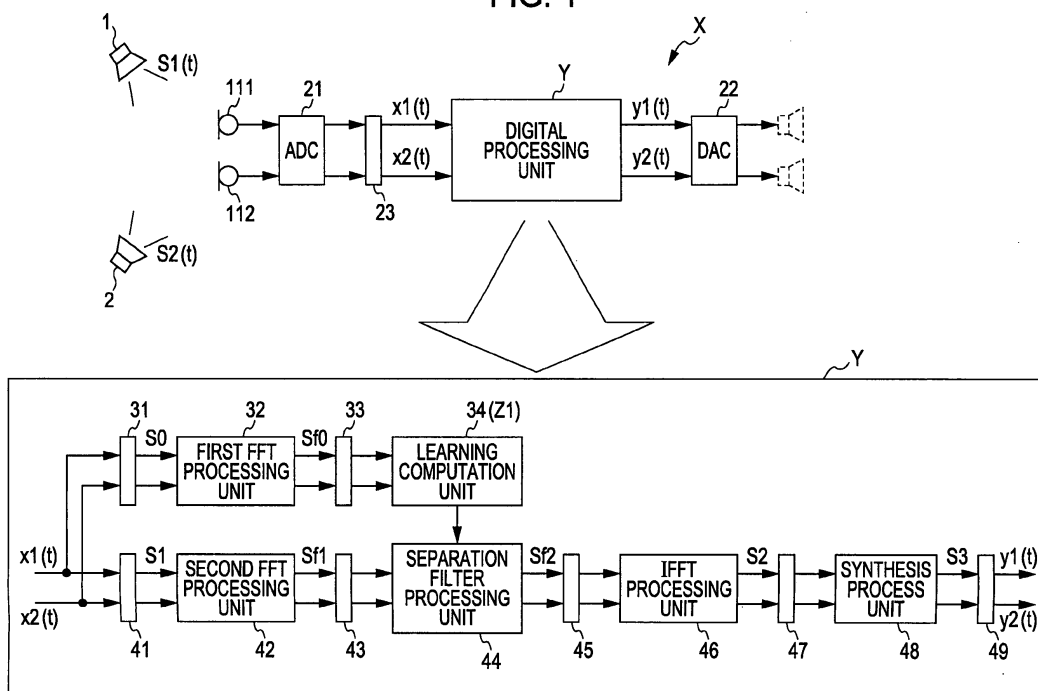 FIG. 1
1
S1(t)
X
111
21
x1(t)
Y
y1(t)
22
ADC
DIGITAL
PROCESSING
UNIT
DAC
x2(t)
y2(t)
112
23
S2(t)
2
Y
31
S0
32
Sf0
33
34(Z1)
FIRST FFT
PROCESSING
UNIT
LEARNING
COMPUTATION
UNIT
x1(t)
S1
SECOND FFT
PROCESSING
UNIT
Sf1
SEPARATION
FILTER
PROCESSING
UNIT
Sf2
IFFT
PROCESSING
UNIT
S2
SYNTHESIS
PROCESS
UNIT
S3
y1(t)
x2(t)
y2(t)
41
42
43
44
45
46
47
48
49